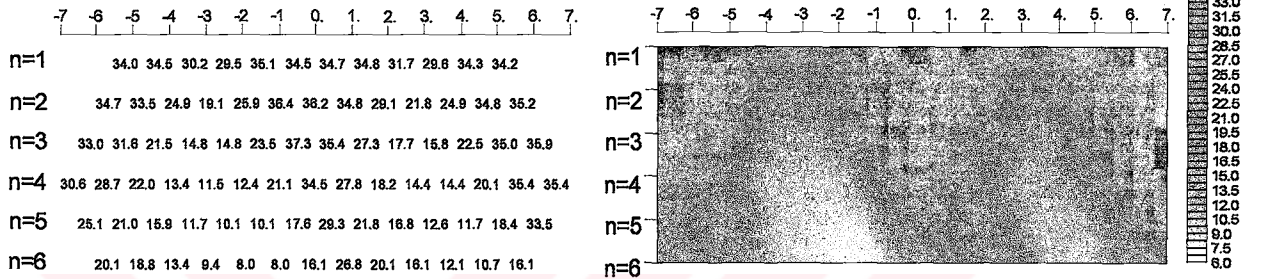 -7 -6 -5 -4 -3 -2 -1 0. 1. 2. 3. 4. 5. 6. 7.
n=1 34.0 34.5 30.2 29.5 35.1 34.5 34.7 34.8 31.7 29.6 34.3 34.2
n=2 34.7 33.5 24.9 19.1 25.9 36.4 36.2 34.8 29.1 21.8 24.9 34.8 35.2
n=3 33.0 31.6 21.5 14.8 14.8 23.5 37.3 35.4 27.3 17.7 15.8 22.5 35.0 35.9
n=4 30.6 28.7 22.0 13.4 11.5 12.4 21.1 34.5 27.8 18.2 14.4 14.4 20.1 35.4 35.4
n=5 25.1 21.0 15.9 11.7 10.1 10.1 17.6 29.3 21.8 16.8 12.6 11.7 18.4 33.5
n=6 20.1 18.8 13.4 9.4 8.0 8.0 16.1 26.8 20.1 16.1 12.1 10.7 16.1
-7 -6 -5 -4 -3 -2 -1 0. 1. 2. 3. 4. 5. 6. 7.
n=1
n=2
n=3
n=4
n=5
n=6
33.0
31.5
30.0
28.5
27.0
25.5
24.0
22.5
21.0
19.5
18.0
16.5
15.0
13.5
12.0
10.5
9.0
7.5
6.0